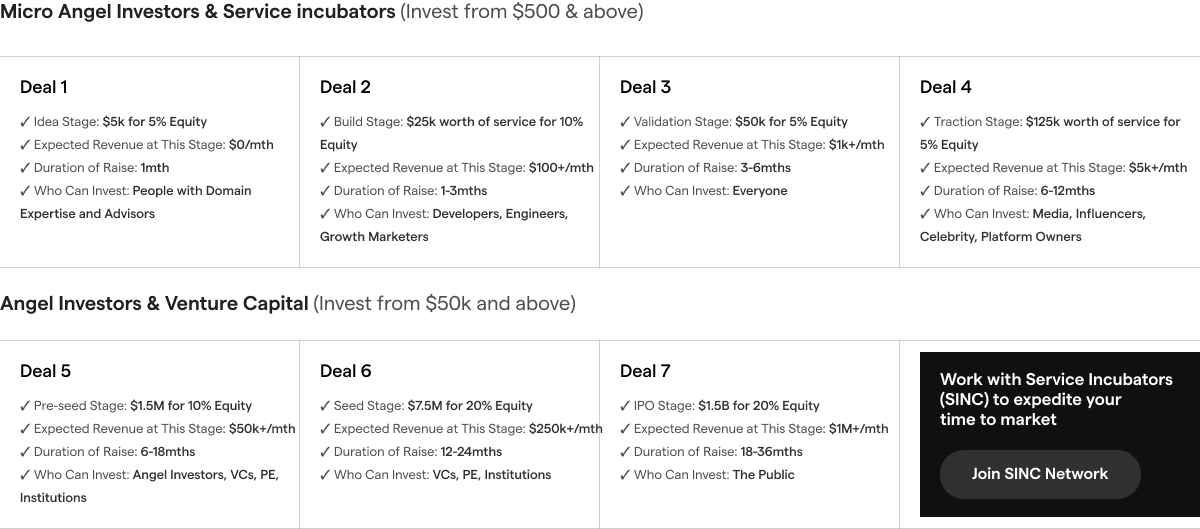 Micro Angel Investors & Service incubators (Invest from $500 & above)
Deal 1
✓ Idea Stage: $5k for 5% Equity
✓ Expected Revenue at This Stage: $0/mth
✓ Duration of Raise: 1mth
✓ Who Can Invest: People with Domain
Expertise and Advisors
Deal 2
✓ Build Stage: $25k worth of service for 10%
Equity
✓ Expected Revenue at This Stage: $100+/mth
✓ Duration of Raise: 1-3mths
✓ Who Can Invest: Developers, Engineers,
Growth Marketers
Deal 3
✓ Validation Stage: $50k for 5% Equity
✓ Expected Revenue at This Stage: $1k+/mth
✓ Duration of Raise: 3-6mths
✓ Who Can Invest: Everyone
Deal 4
✓ Traction Stage: $125k worth of service for
5% Equity
✓ Expected Revenue at This Stage: $5k+/mth
✓ Duration of Raise: 6-12mths
✓ Who Can Invest: Media, Influencers,
Celebrity, Platform Owners
Angel Investors & Venture Capital (Invest from $50k and above)
Deal 5
✓ Pre-seed Stage: $1.5M for 10% Equity
✓ Expected Revenue at This Stage: $50k+/mth
✓ Duration of Raise: 6-18mths
✓ Who Can Invest: Angel Investors, VCs, PE,
Institutions
Deal 6
✓ Seed Stage: $7.5M for 20% Equity
✓ Expected Revenue at This Stage: $250k+/mth
✓ Duration of Raise: 12-24mths
✓ Who Can Invest: VCs, PE, Institutions
Deal 7
✓ IPO Stage: $1.5B for 20% Equity
✓ Expected Revenue at This Stage: $1M+/mth
✓ Duration of Raise: 18-36mths
✓ Who Can Invest: The Public
Work with Service Incubators
(SINC) to expedite your
time to market
Join SINC Network